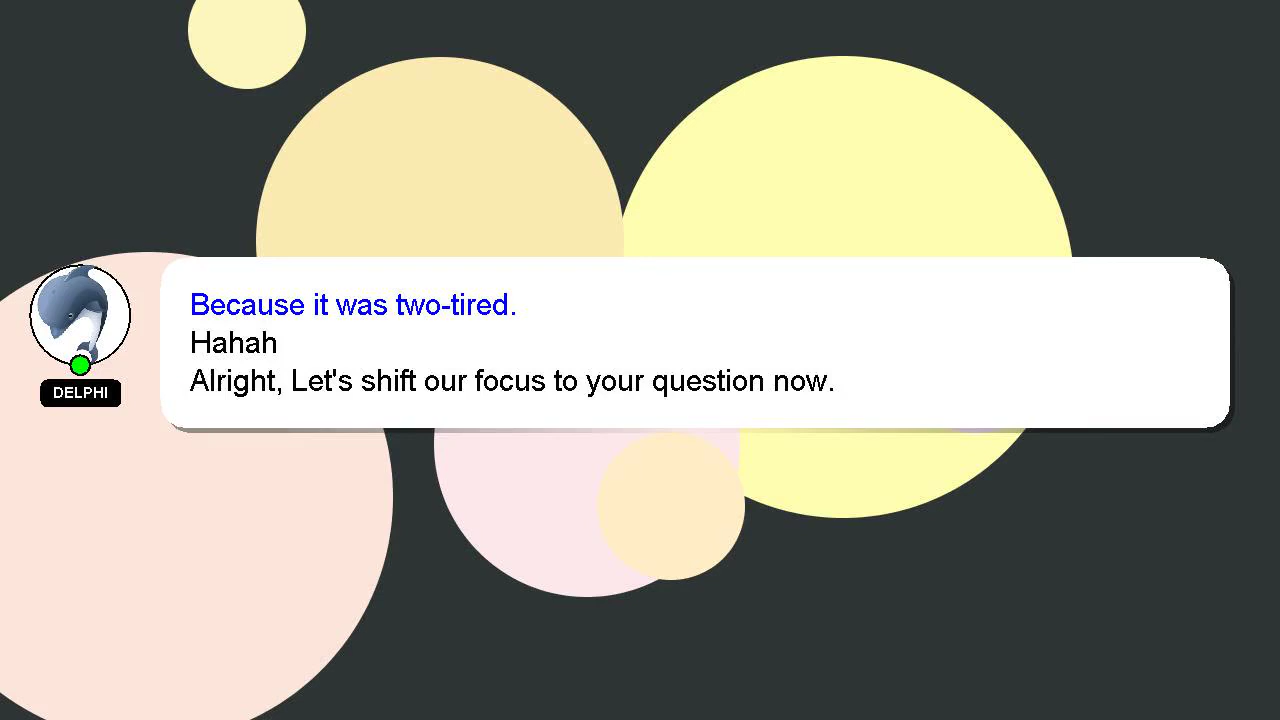 Because it was two-tired.
Hahah
Alright, Let's shift our focus to your question now.
DELPHI